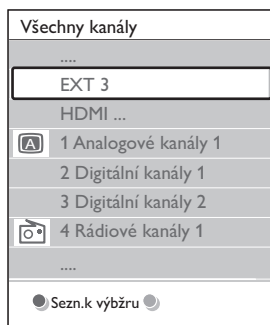 Všechny kanály
....
EXT 3
HDMI ...
A 1 Analogové kanály 1
2 Digitální kanály 1
3 Digitální kanály 2
4 Rádiové kanály 1
....
Sezn.k výbžru